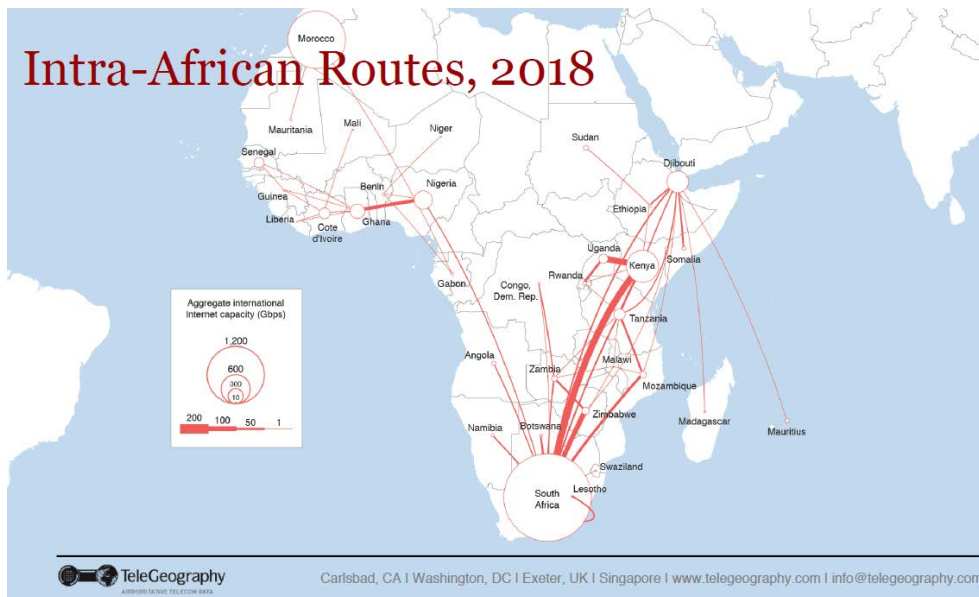 Morocco
Intra-African Routes, 2018
Mauritania
Mali
Niger
Sudan
Senegal
Djibouti
Benin
Nigeria
Guinea
Ethiopia
Liberia
Cote
d'Ivoire
Ghana
Uganda
Kenya
Somalia
Gabon
Congo,
Dem. Rep.
Rwanda
Tanzania
Aggregate international
Internet capacity (Gbps)
1,200
600
300
10
200 100 50 1
Angola
Zambia
Malawi
Mozambique
Zimbabwe
Madagascar
Mauritius
Namibia
Botswana
Swaziland
South
Africa
Lesotho
TeleGeography
AUTHORITATIVE TELECOM DATA
Carlsbad, CA I Washington, DC I Exeter, UK I Singapore I www.telegeography.com I info@telegeography.com